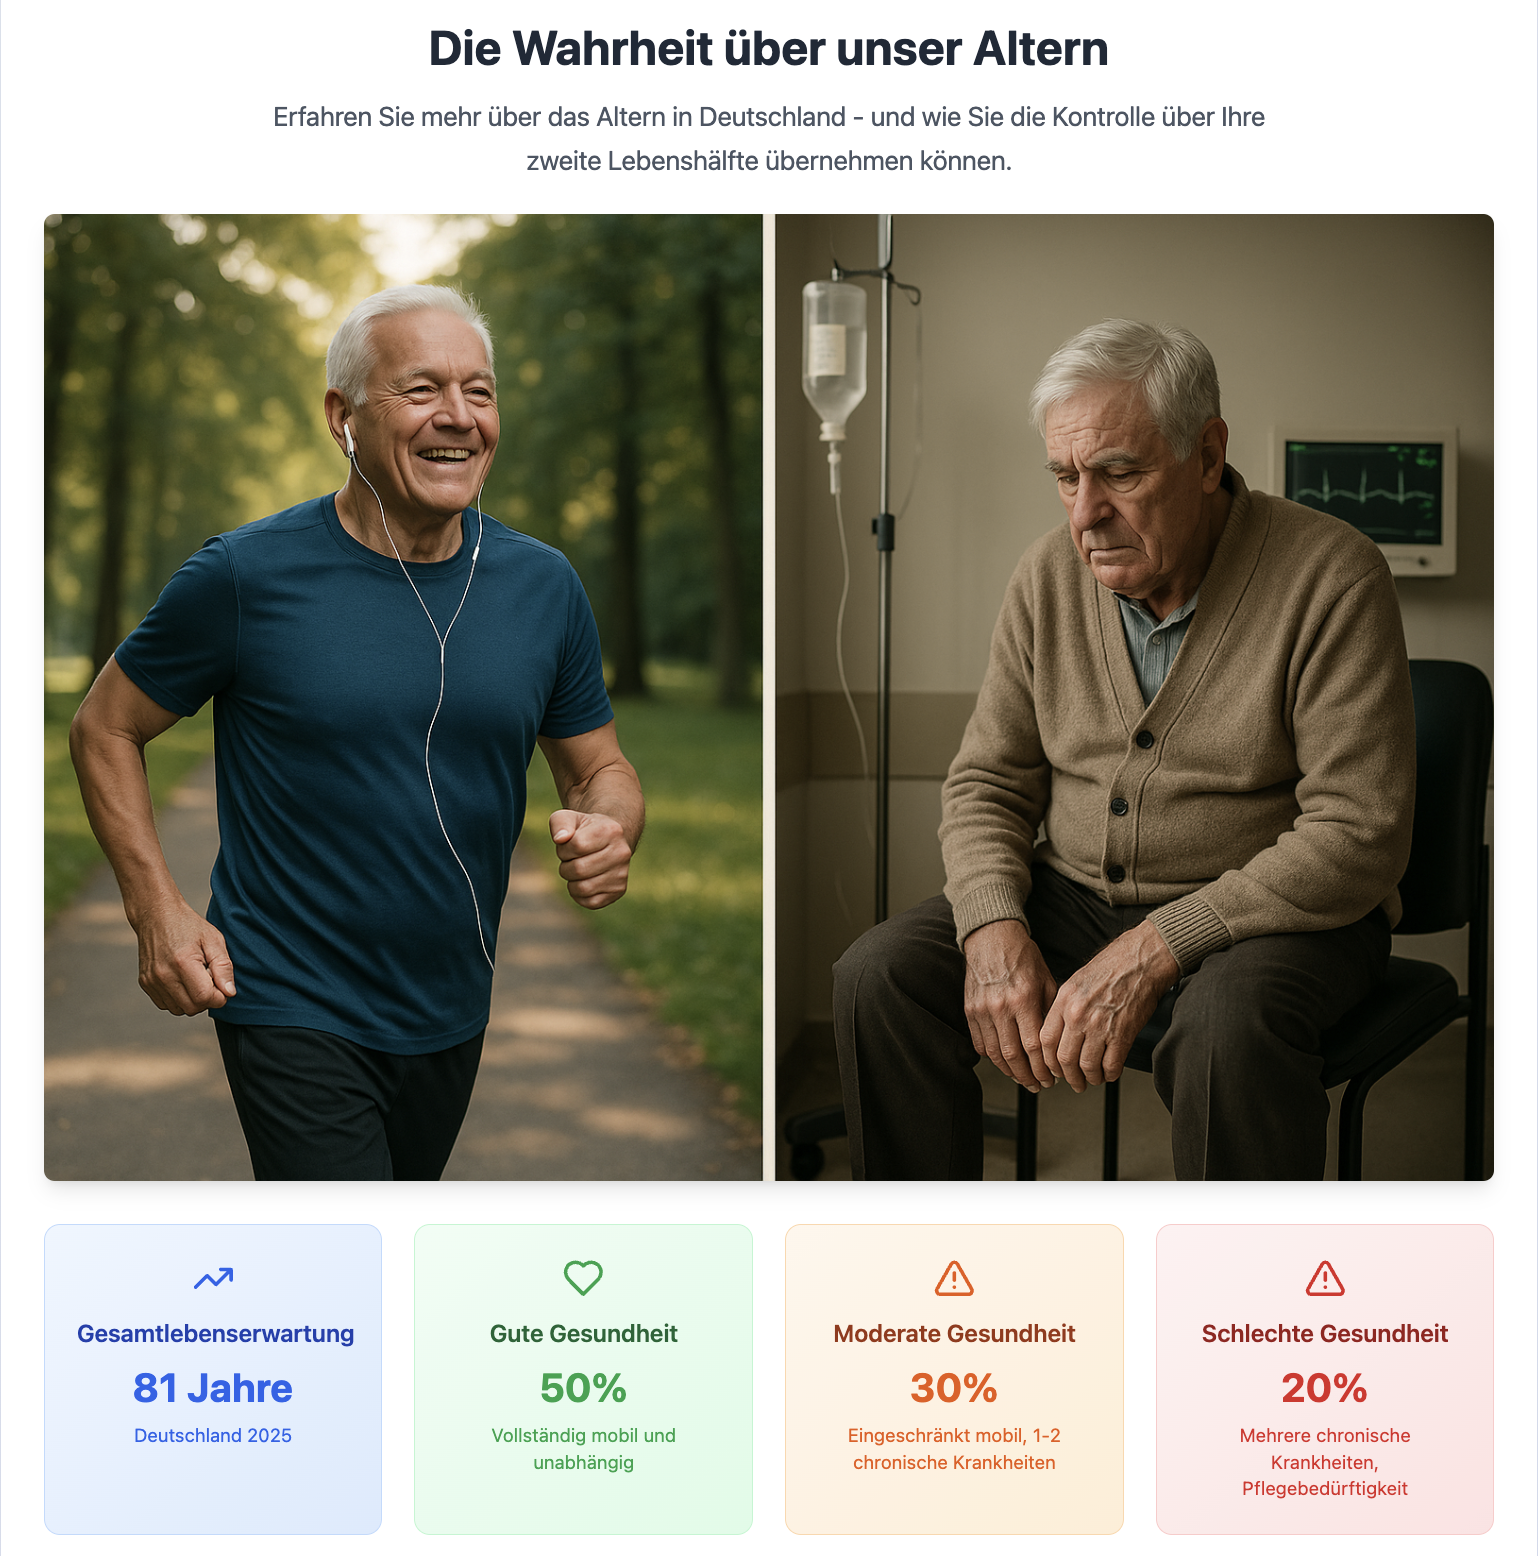 Die Wahrheit über unser Altern
Erfahren Sie mehr über das Altern in Deutschland - und wie Sie die Kontrolle über Ihre
zweite Lebenshälfte übernehmen können.
Gesamtlebenserwartung
81 Jahre
Deutschland 2025
Gute Gesundheit
50%
Vollständig mobil und
unabhängig
Moderate Gesundheit
30%
Eingeschränkt mobil, 1-2
chronische Krankheiten
Schlechte Gesundheit
20%
Mehrere chronische
Krankheiten,
Pflegebedürftigkeit